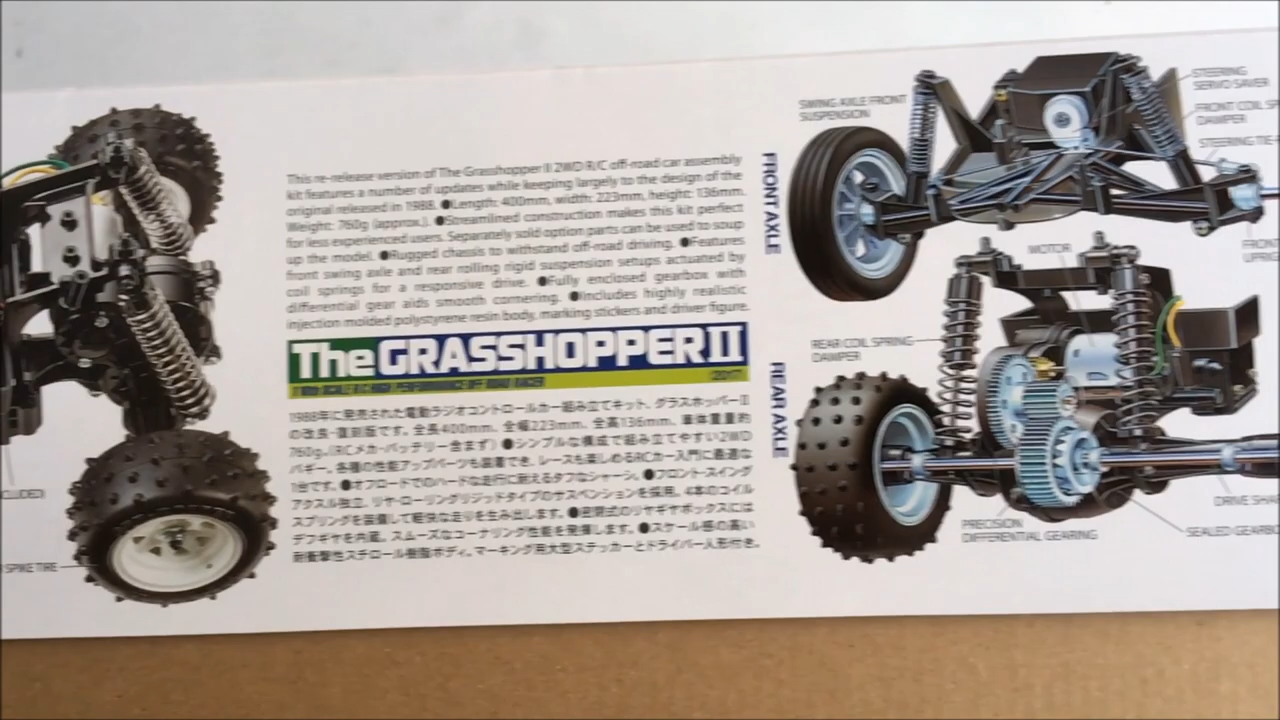 This re-release version of The Grasshopper II 2WD R/C off-road car assembly
kit features a number of updates while keeping largely to the design of the
original released in 1988. ●Length: 400mm, width: 223mm, height: 136mm.
Weight: 760g (approx.). ●Streamlined construction makes this kit perfect
for less experienced users. Separately sold option parts can be used to soup
up the model. ●Rugged chassis to withstand off-road driving. ●Features
front swing axle and rear rolling rigid suspension setups actuated by
coil springs for a responsive drive. ●Fully enclosed gearbox with
differential gear aids smooth cornering. ●Includes highly realistic
injection molded polystyrene resin body, marking stickers and driver figure.
The GRASSHOPPER II
2017
1988年に発売された電動ラジオコントロールカー組み立てキット、グラスホッパーII
の改良・復刻版です。全長400mm、全幅223mm、全高136mm、車体重量約
760g。(RCメカ・バッテリー含まず) ●シンプルな構成で組み立てやすい2WD
バギー。各種の性能アップパーツも装着でき、レースも楽しめるRCカー入門に最適な
1台です。●オフロードでのハードな走行に耐えるタフなシャーシ。●フロント・スイング
アクスル独立、リヤ・ローリングリジッドタイプのサスペンションを採用。4本のコイル
スプリングを装備して軽快な走りを生み出します。●密閉式のリヤギヤボックスには
デフギヤを内蔵。スムーズなコーナリング性能を発揮します。●スケール感の高い
耐衝撃性スチロール樹脂ボディ、マーキング用大型ステッカーとドライバー人形付き。
SPIKE TIRE
FRONT AXLE
SWING AXLE FRONT
SUSPENSION
STEERING
SERVO SAVER
FRONT COIL
DAMPER
STEERING
FRONT
REAR AXLE
MOTOR
REAR COIL SPRING
DAMPER
PRECISION
DIFFERENTIAL GEARING
DRIVE
SEALED